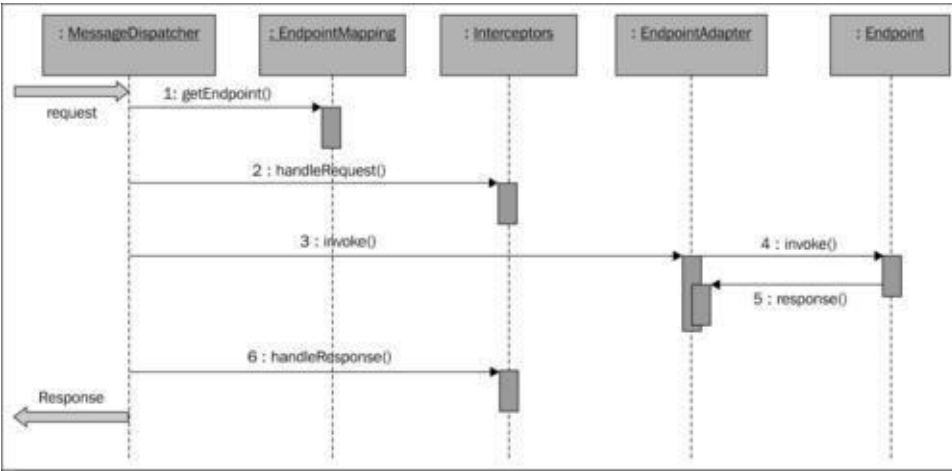 : MessageDispatcher
: EndpointMapping
: Interceptors
: EndpointAdapter
: Endpoint
request
1: getEndpoint()
2 : handleRequest()
3 : invoke()
4 : invoke()
5 : response()
6 : handleResponse()
Response